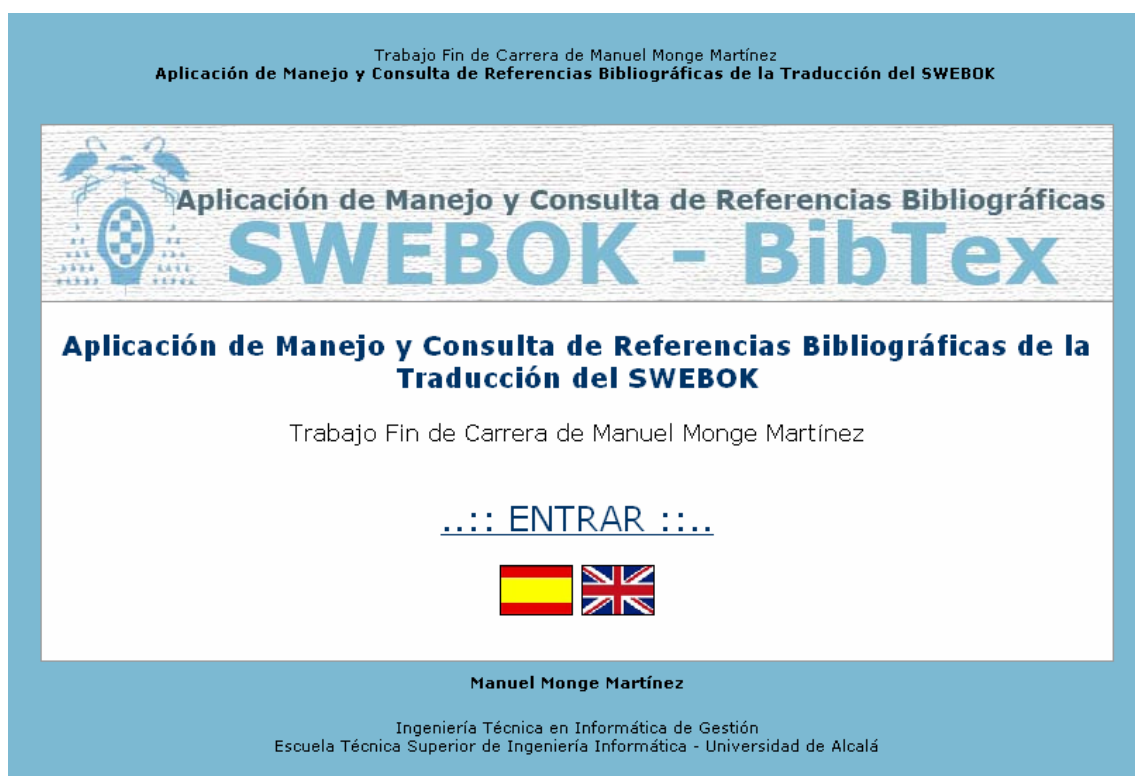 Trabajo Fin de Carrera de Manuel Monge Martínez
Aplicación de Manejo y Consulta de Referencias Bibliográficas de la Traducción del SWEBOK
Aplicación de Manejo y Consulta de Referencias Bibliográficas
SWEBOK - BibTex
Aplicación de Manejo y Consulta de Referencias Bibliográficas de la
Traducción del SWEBOK
Trabajo Fin de Carrera de Manuel Monge Martínez
..:: ENTRAR ::..
Manuel Monge Martínez
Ingeniería Técnica en Informática de Gestión
Escuela Técnica Superior de Ingeniería Informática - Universidad de Alcalá